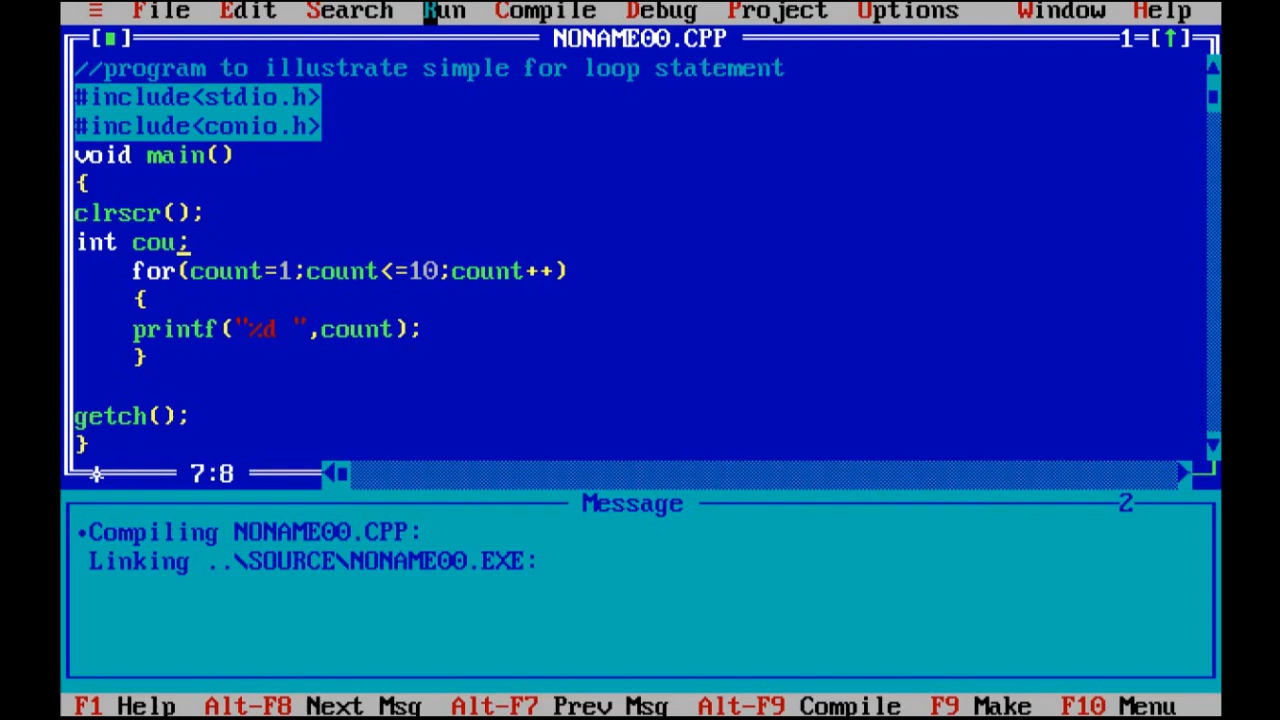 ≡ File Edit Search Run Compile Debug Project Options Window Help
[■] NONAME00.CPP 1=[↑]
//program to illustrate simple for loop statement
#include<stdio.h>
#include<conio.h>
void main()
{
clrscr();
int cou;
for(count=1;count<=10;count++)
{
printf("%d ",count);
}
getch();
}
7:8
Message 2
•Compiling NONAME00.CPP:
Linking ..\SOURCE\NONAME00.EXE:
F1 Help Alt-F8 Next Msg Alt-F7 Prev Msg Alt-F9 Compile F9 Make F10 Menu